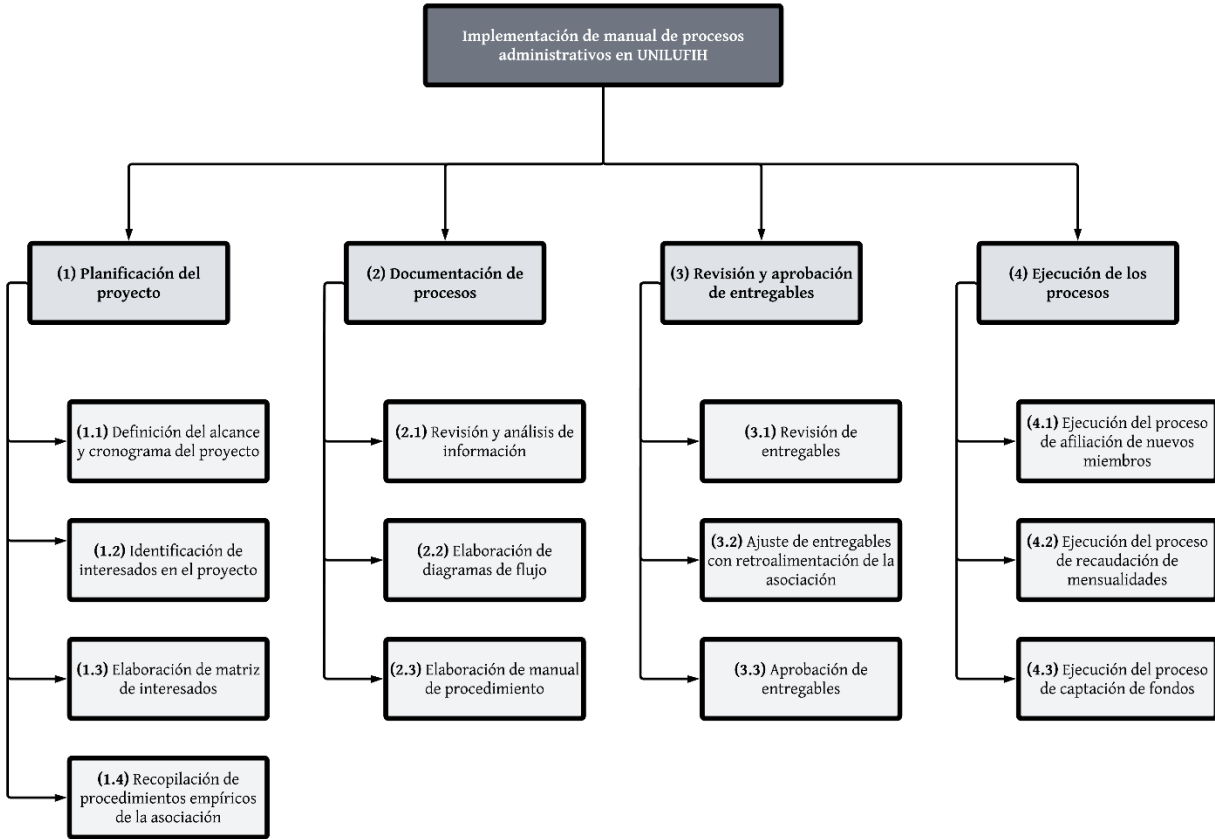 Implementación de manual de procesos
administrativos en UNILUFIH
(1) Planificación del
proyecto
(1.1) Definición del alcance
y cronograma del proyecto
(1.2) Identificación de
interesados en el proyecto
(1.3) Elaboración de matriz
de interesados
(1.4) Recopilación de
procedimientos empíricos
de la asociación
(2) Documentación de
procesos
(2.1) Revisión y análisis de
información
(2.2) Elaboración de
diagramas de flujo
(2.3) Elaboración de manual
de procedimiento
(3) Revisión y aprobación
de entregables
(3.1) Revisión de
entregables
(3.2) Ajuste de entregables
con retroalimentación de la
asociación
(3.3) Aprobación de
entregables
(4) Ejecución de los
procesos
(4.1) Ejecución del proceso
de afiliación de nuevos
miembros
(4.2) Ejecución del proceso
de recaudación de
mensualidades
(4.3) Ejecución del proceso
de captación de fondos